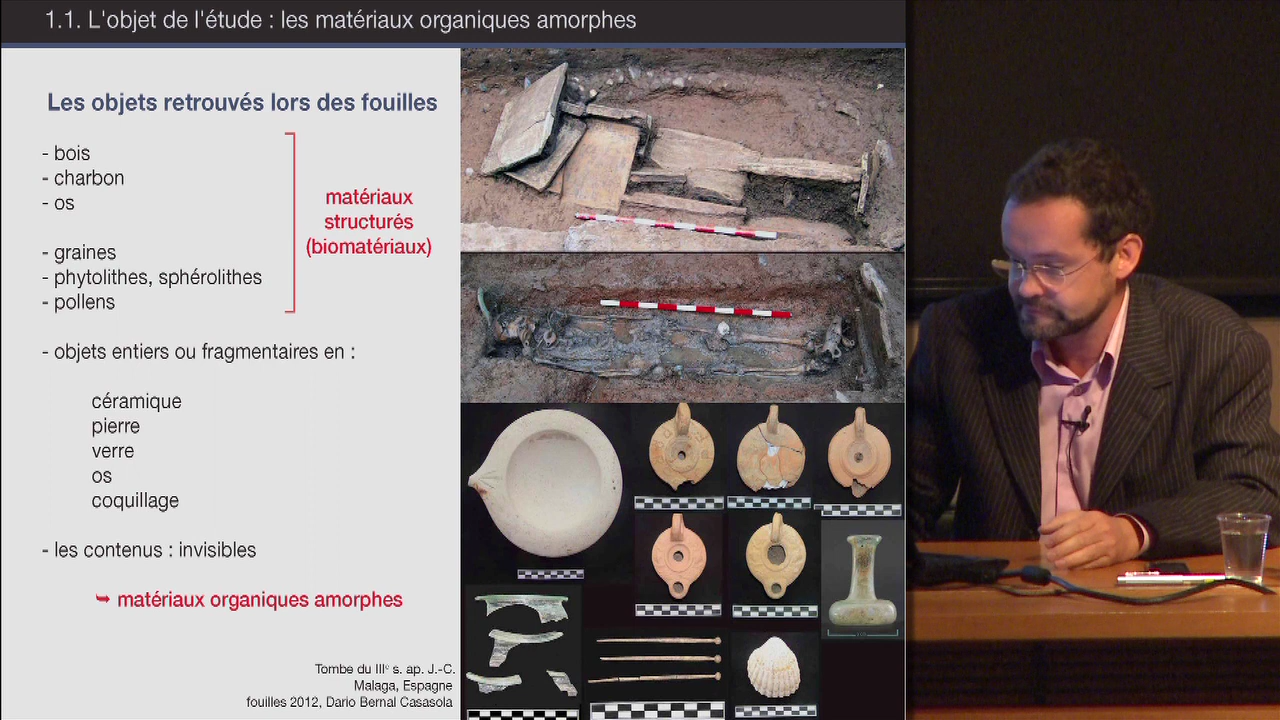 1.1. L'objet de l'étude : les matériaux organiques amorphes
Les objets retrouvés lors des fouilles
- bois
- charbon
- os
- graines
- phytolithes, sphérolithes
- pollens
matériaux
structurés
(biomatériaux)
- objets entiers ou fragmentaires en :
céramique
pierre
verre
os
coquillage
- les contenus : invisibles
➥ matériaux organiques amorphes
Tombe du IIIᵉ s. ap. J.-C.
Malaga, Espagne
fouilles 2012, Dario Bernal Casasola